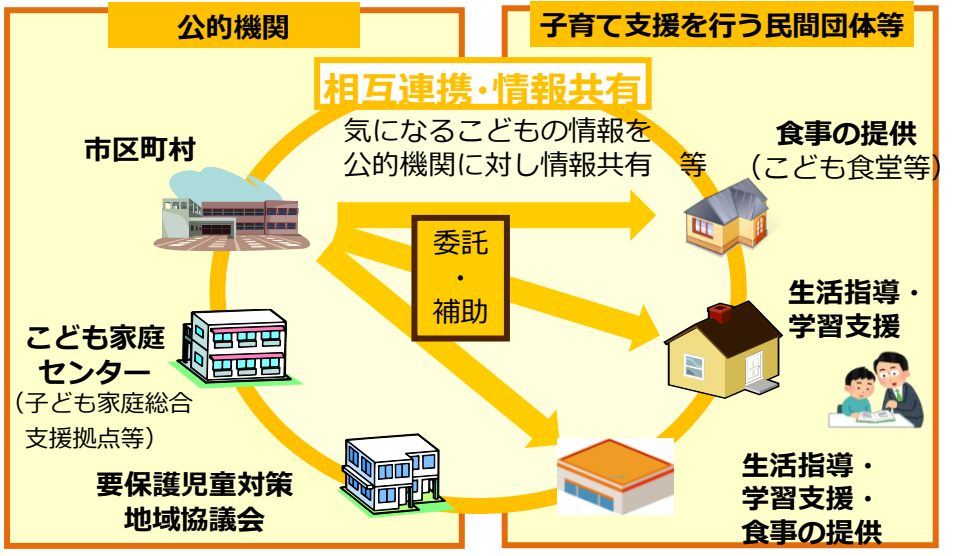 公的機関
子育て支援を行う民間団体等
相互連携・情報共有
気になるこどもの情報を
公的機関に対し情報共有　等
市区町村
食事の提供
（こども食堂等）
委託
・
補助
生活指導・
学習支援
こども家庭
センター
（子ども家庭総合
支援拠点等）
要保護児童対策
地域協議会
生活指導・
学習支援・
食事の提供